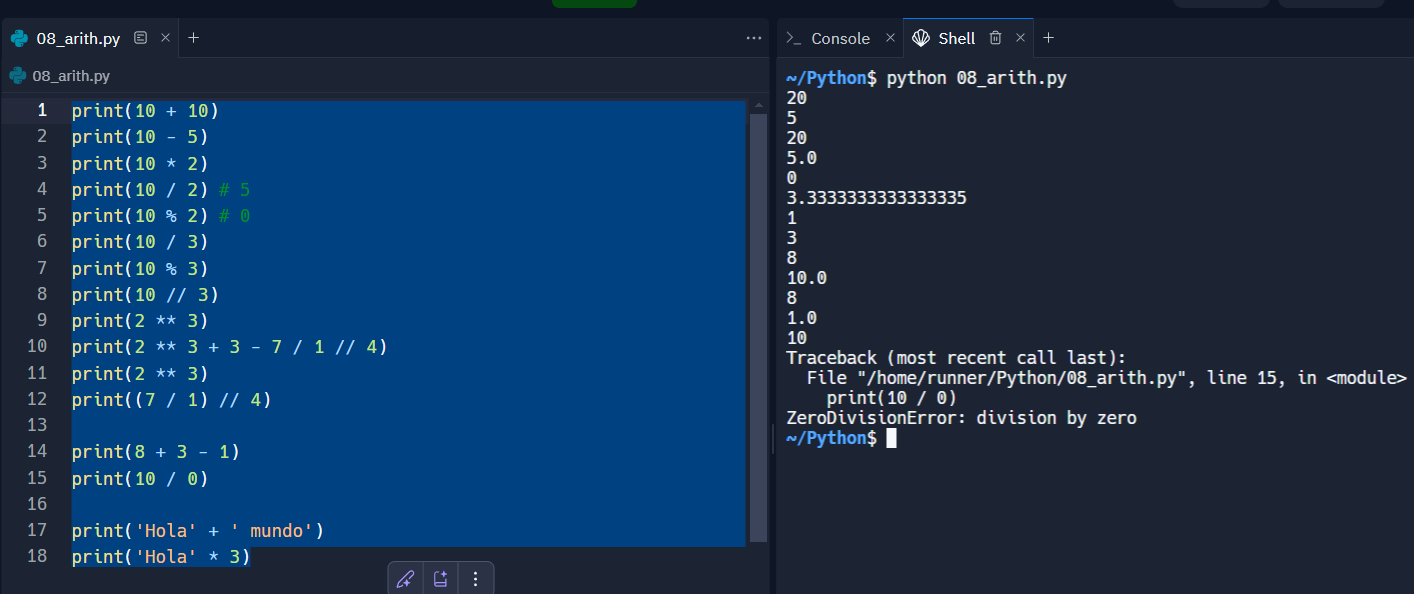 08_arith.py
08_arith.py
1 print(10 + 10)
2 print(10 - 5)
3 print(10 * 2)
4 print(10 / 2) # 5
5 print(10 % 2) # 0
6 print(10 / 3)
7 print(10 % 3)
8 print(10 // 3)
9 print(2 ** 3)
10 print(2 ** 3 + 3 - 7 / 1 // 4)
11 print(2 ** 3)
12 print((7 / 1) // 4)
13
14 print(8 + 3 - 1)
15 print(10 / 0)
16
17 print('Hola' + ' mundo')
18 print('Hola' * 3)
Console Shell
~/Python$ python 08_arith.py
20
5
20
5.0
0
3.3333333333333335
1
3
8
10.0
8
1.0
10
Traceback (most recent call last):
  File "/home/runner/Python/08_arith.py", line 15, in <module>
    print(10 / 0)
ZeroDivisionError: division by zero
~/Python$